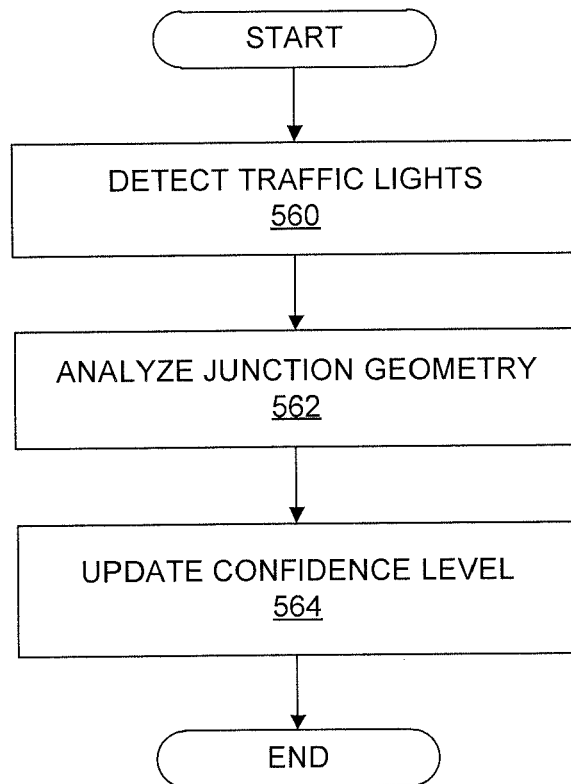 START
DETECT TRAFFIC LIGHTS
560
ANALYZE JUNCTION GEOMETRY
562
UPDATE CONFIDENCE LEVEL
564
END